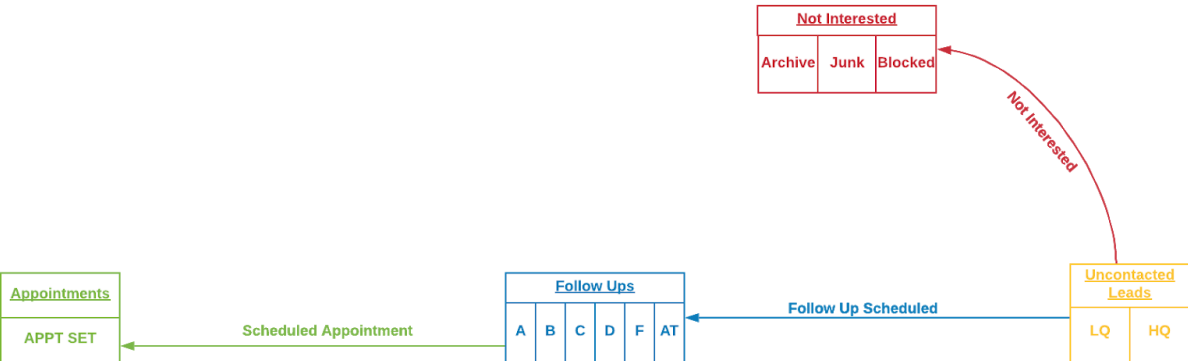 Not Interested
Archive Junk Blocked
Not Interested
Appointments
APPT SET
Scheduled Appointment
Follow Ups
A B C D F AT
Follow Up Scheduled
Uncontacted
Leads
LQ HQ